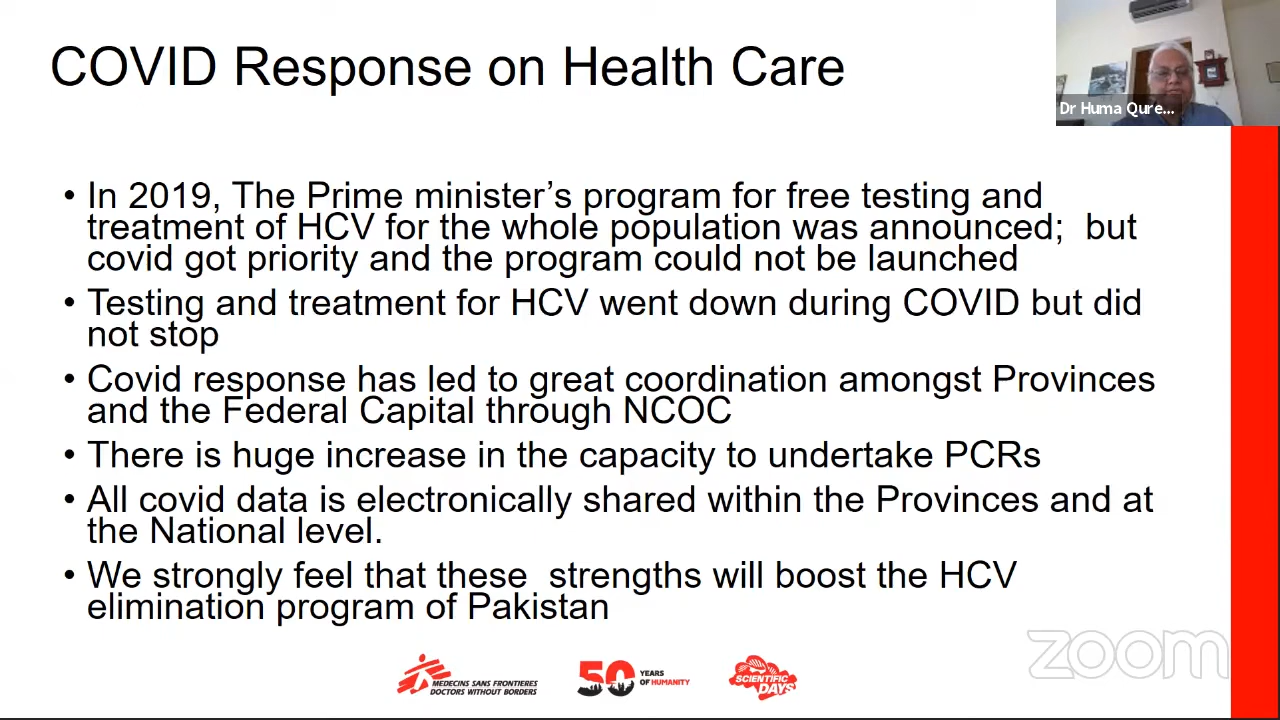 COVID Response on Health Care
Dr Huma Qure...
• In 2019, The Prime minister’s program for free testing and
treatment of HCV for the whole population was announced;  but
covid got priority and the program could not be launched
• Testing and treatment for HCV went down during COVID but did
not stop
• Covid response has led to great coordination amongst Provinces
and the Federal Capital through NCOC
• There is huge increase in the capacity to undertake PCRs
• All covid data is electronically shared within the Provinces and at
the National level.
• We strongly feel that these  strengths will boost the HCV
elimination program of Pakistan
zoom
MEDECINS SANS FRONTIERES
DOCTORS WITHOUT BORDERS
50 YEARS
OF HUMANITY
SCIENTIFIC
DAYS